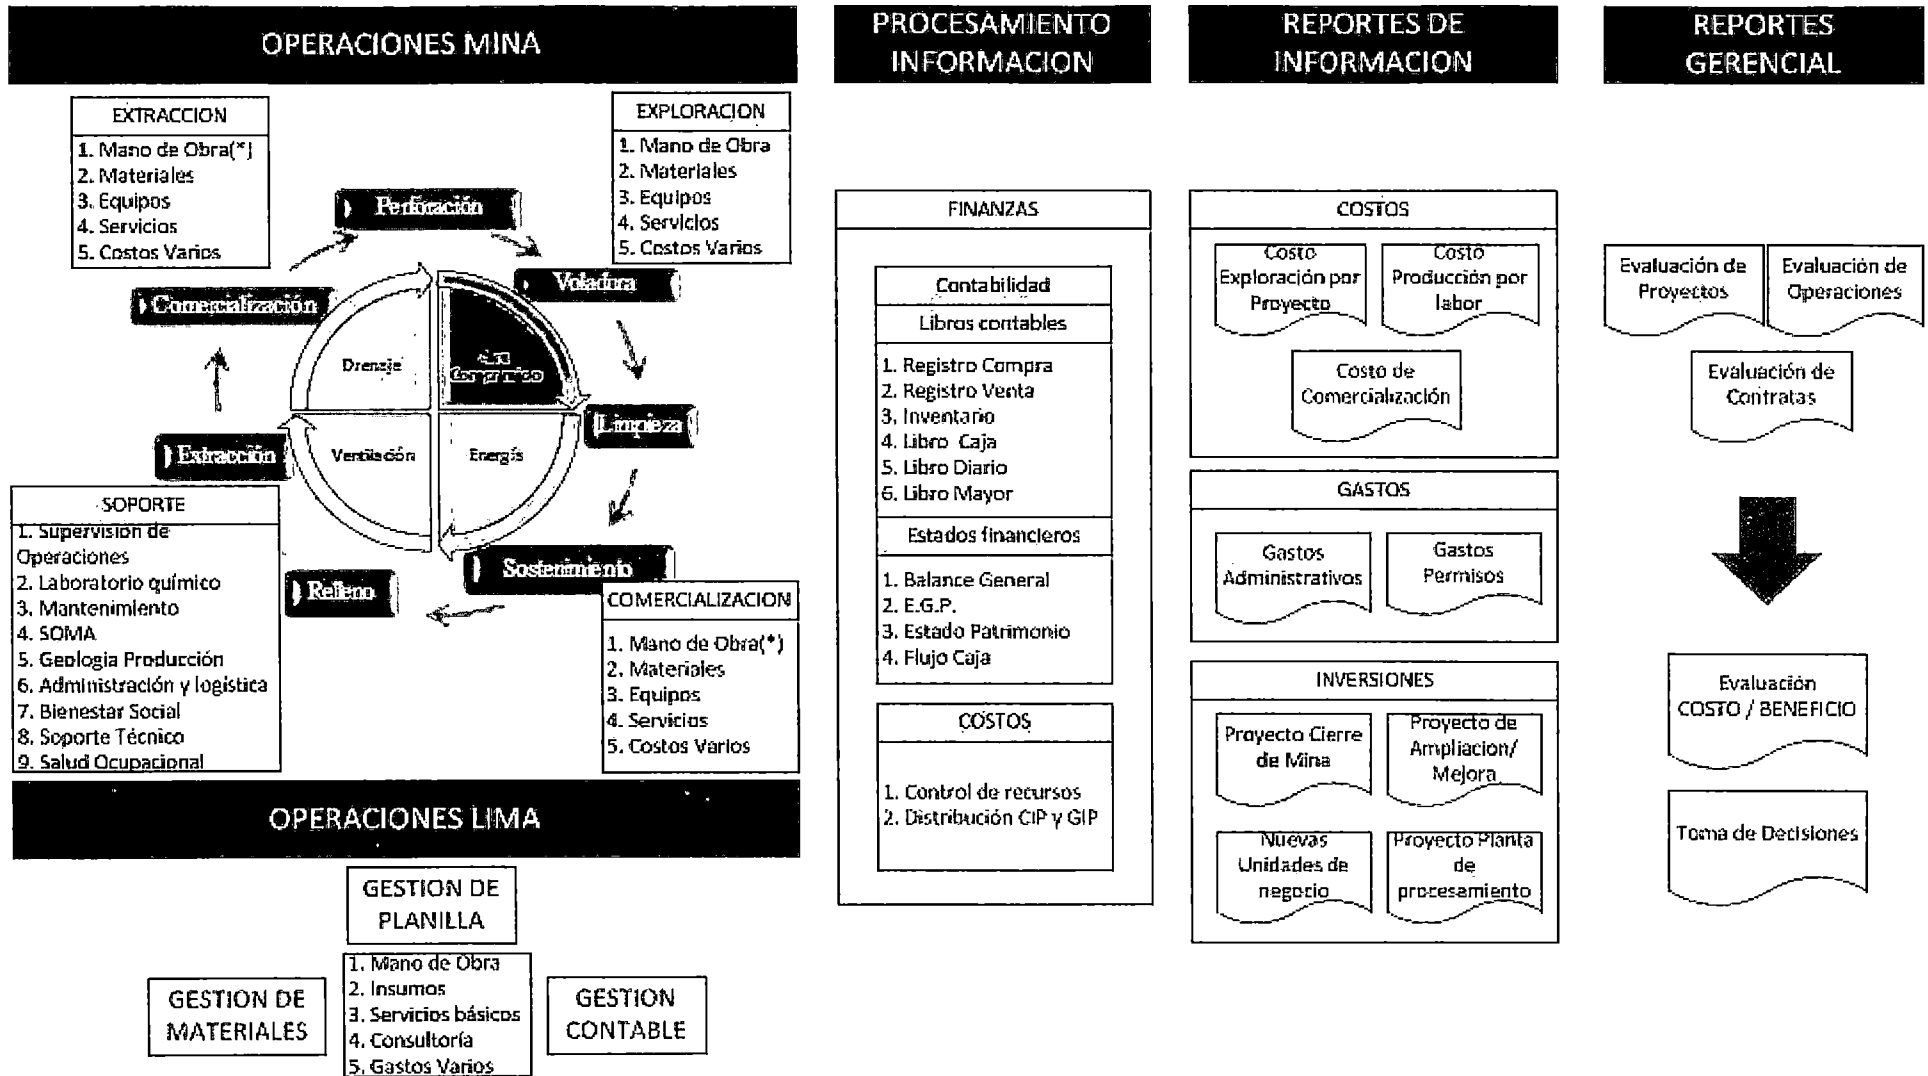 OPERACIONES MINA
EXTRACCION
1. Mano de Obra(*)
2. Materiales
3. Equipos
4. Servicios
5. Costos Varios
EXPLORACION
1. Mano de Obra
2. Materiales
3. Equipos
4. Servicios
5. Costos Varios
Perforación
Voladura
Limpieza
Sostenimiento
Relleno
Extracción
Comercialización
Drenaje
Aire
Comprimido
Ventilación
Energía
SOPORTE
1. Supervisión de
Operaciones
2. Laboratorio químico
3. Mantenimiento
4. SOMA
5. Geologia Producción
6. Administración y logística
7. Bienestar Social
8. Soporte Técnico
9. Salud Ocupacional
COMERCIALIZACION
1. Mano de Obra(*)
2. Materiales
3. Equipos
4. Servicios
5. Costos Varios
OPERACIONES LIMA
GESTION DE
PLANILLA
GESTION DE
MATERIALES
1. Mano de Obra
2. Insumos
3. Servicios básicos
4. Consultoría
5. Gastos Varios
GESTION
CONTABLE
PROCESAMIENTO
INFORMACION
FINANZAS
Contabilidad
Libros contables
1. Registro Compra
2. Registro Venta
3. Inventario
4. Libro Caja
5. Libro Diario
6. Libro Mayor
Estados financieros
1. Balance General
2. E.G.P.
3. Estado Patrimonio
4. Flujo Caja
COSTOS
1. Control de recursos
2. Distribución CIP y GIP
REPORTES DE
INFORMACION
COSTOS
Costo
Exploración por
Proyecto
Costo
Producción por
labor
Costo de
Comercialización
GASTOS
Gastos
Administrativos
Gastos
Permisos
INVERSIONES
Proyecto Cierre
de Mina
Proyecto de
Ampliacion/
Mejora
Nuevas
Unidades de
negocio
Proyecto Planta
de
procesamiento
REPORTES
GERENCIAL
Evaluación de
Proyectos
Evaluación de
Operaciones
Evaluación de
Contratas
Evaluación
COSTO / BENEFICIO
Toma de Decisiones